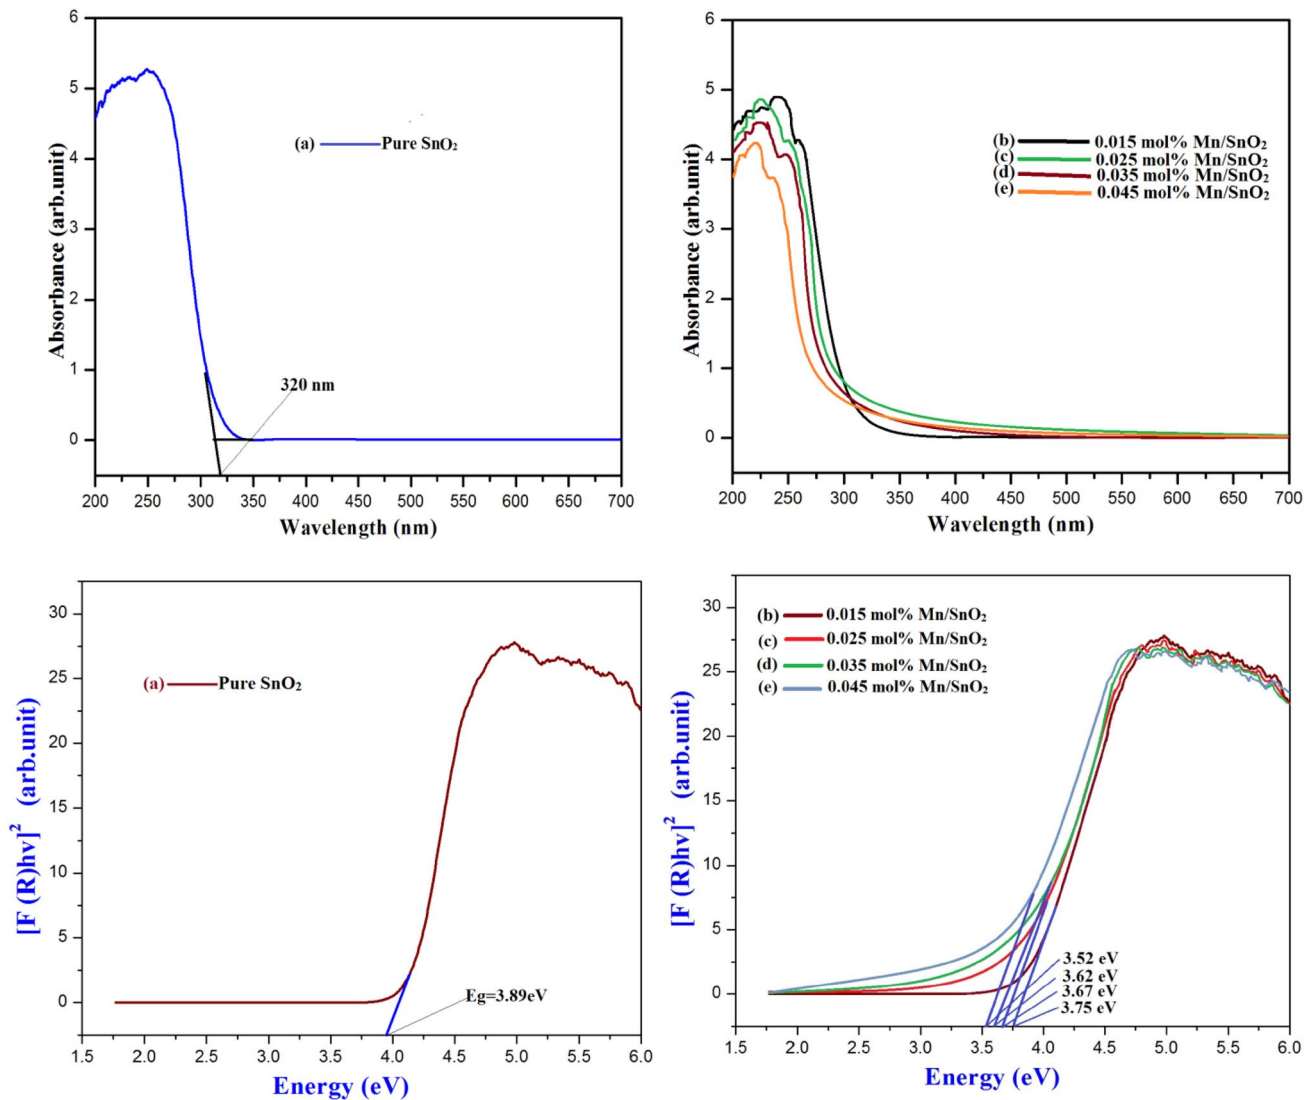 6
5
4
3
2
1
0
200 250 300 350 400 450 500 550 600 650 700
Absorbance (arb.unit)
Wavelength (nm)
(a) Pure SnO₂
320 nm
6
5
4
3
2
1
0
200 250 300 350 400 450 500 550 600 650 700
Absorbance (arb.unit)
Wavelength (nm)
(b) 0.015 mol% Mn/SnO₂
(c) 0.025 mol% Mn/SnO₂
(d) 0.035 mol% Mn/SnO₂
(e) 0.045 mol% Mn/SnO₂
30
25
20
15
10
5
0
1.5 2.0 2.5 3.0 3.5 4.0 4.5 5.0 5.5 6.0
[F (R)hv]² (arb.unit)
Energy (eV)
(a) Pure SnO₂
Eg=3.89eV
30
25
20
15
10
5
0
1.5 2.0 2.5 3.0 3.5 4.0 4.5 5.0 5.5 6.0
[F (R)hv]² (arb.unit)
Energy (eV)
(b) 0.015 mol% Mn/SnO₂
(c) 0.025 mol% Mn/SnO₂
(d) 0.035 mol% Mn/SnO₂
(e) 0.045 mol% Mn/SnO₂
3.52 eV
3.62 eV
3.67 eV
3.75 eV